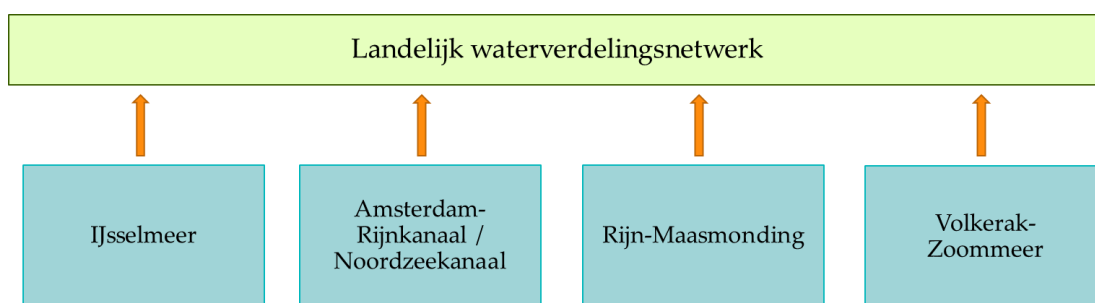 Landelijk waterverdelingsnetwerk
IJsselmeer
Amsterdam-
Rijnkanaal /
Noordzeekanaal
Rijn-Maasmonding
Volkerak-
Zoommeer